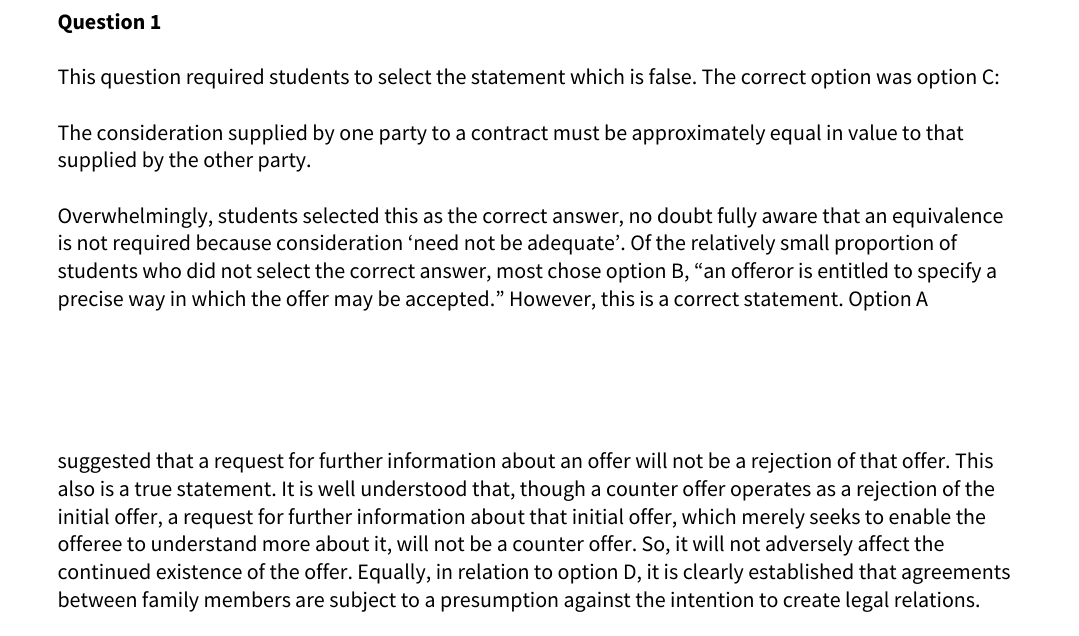 Question 1
This question required students to select the statement which is false. The correct option was option C:
The consideration supplied by one party to a contract must be approximately equal in value to that
supplied by the other party.
Overwhelmingly, students selected this as the correct answer, no doubt fully aware that an equivalence
is not required because consideration ‘need not be adequate’. Of the relatively small proportion of
students who did not select the correct answer, most chose option B, “an offeror is entitled to specify a
precise way in which the offer may be accepted.” However, this is a correct statement. Option A
suggested that a request for further information about an offer will not be a rejection of that offer. This
also is a true statement. It is well understood that, though a counter offer operates as a rejection of the
initial offer, a request for further information about that initial offer, which merely seeks to enable the
offeree to understand more about it, will not be a counter offer. So, it will not adversely affect the
continued existence of the offer. Equally, in relation to option D, it is clearly established that agreements
between family members are subject to a presumption against the intention to create legal relations.